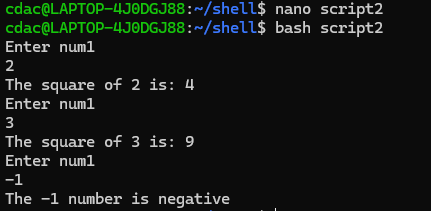 cdac@LAPTOP-4J0DGJ88:~/shell$ nano script2
cdac@LAPTOP-4J0DGJ88:~/shell$ bash script2
Enter num1
2
The square of 2 is: 4
Enter num1
3
The square of 3 is: 9
Enter num1
-1
The -1 number is negative